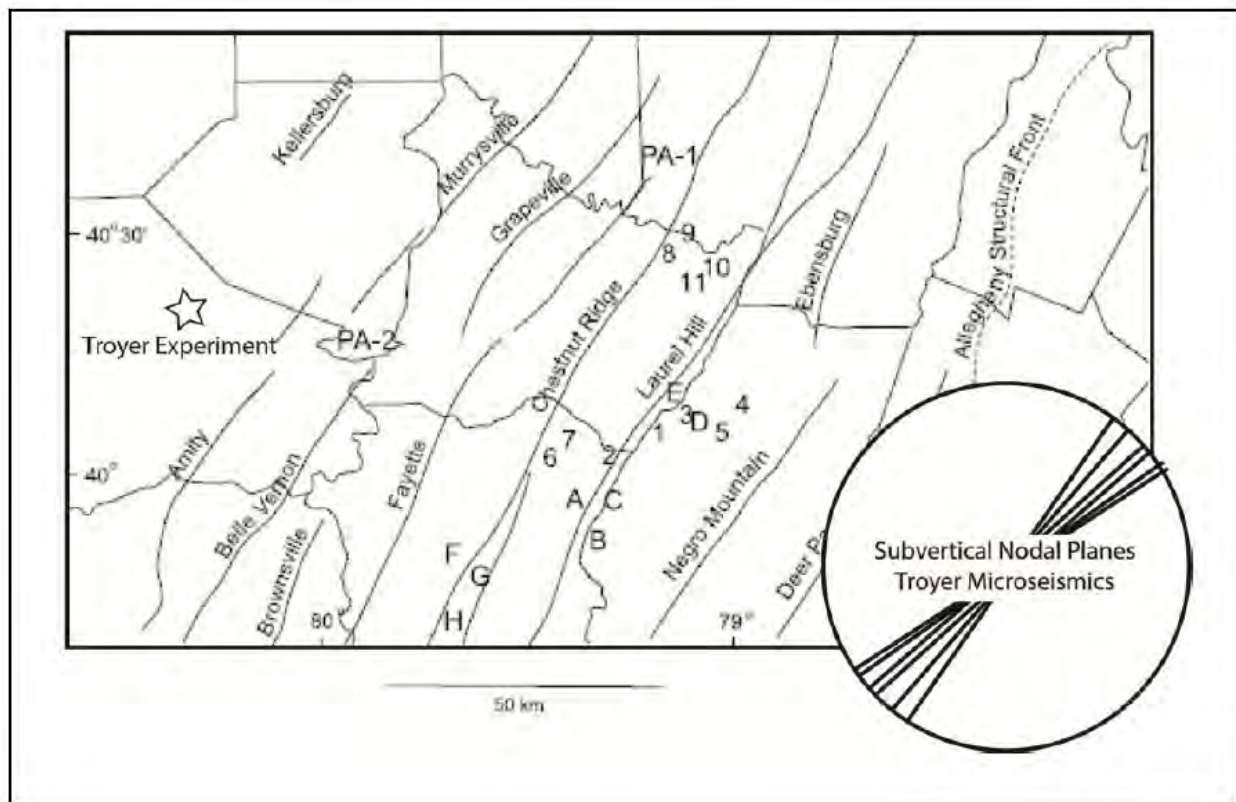 Kellersburg
Murrysville
Grapeville
PA-1
Allegheny Structural Front
40°30'
Ebensburg
9
8
10
11
Troyer Experiment
PA-2
Chestnut Ridge
Laurel Hill
E
3
4
D
5
1
7
6
2
40°
Amity
Belle Vernon
Fayette
A
C
B
Negro Mountain
Brownsville
F
G
H
Deer Pa
80°
79°
Subvertical Nodal Planes
Troyer Microseismics
50 km